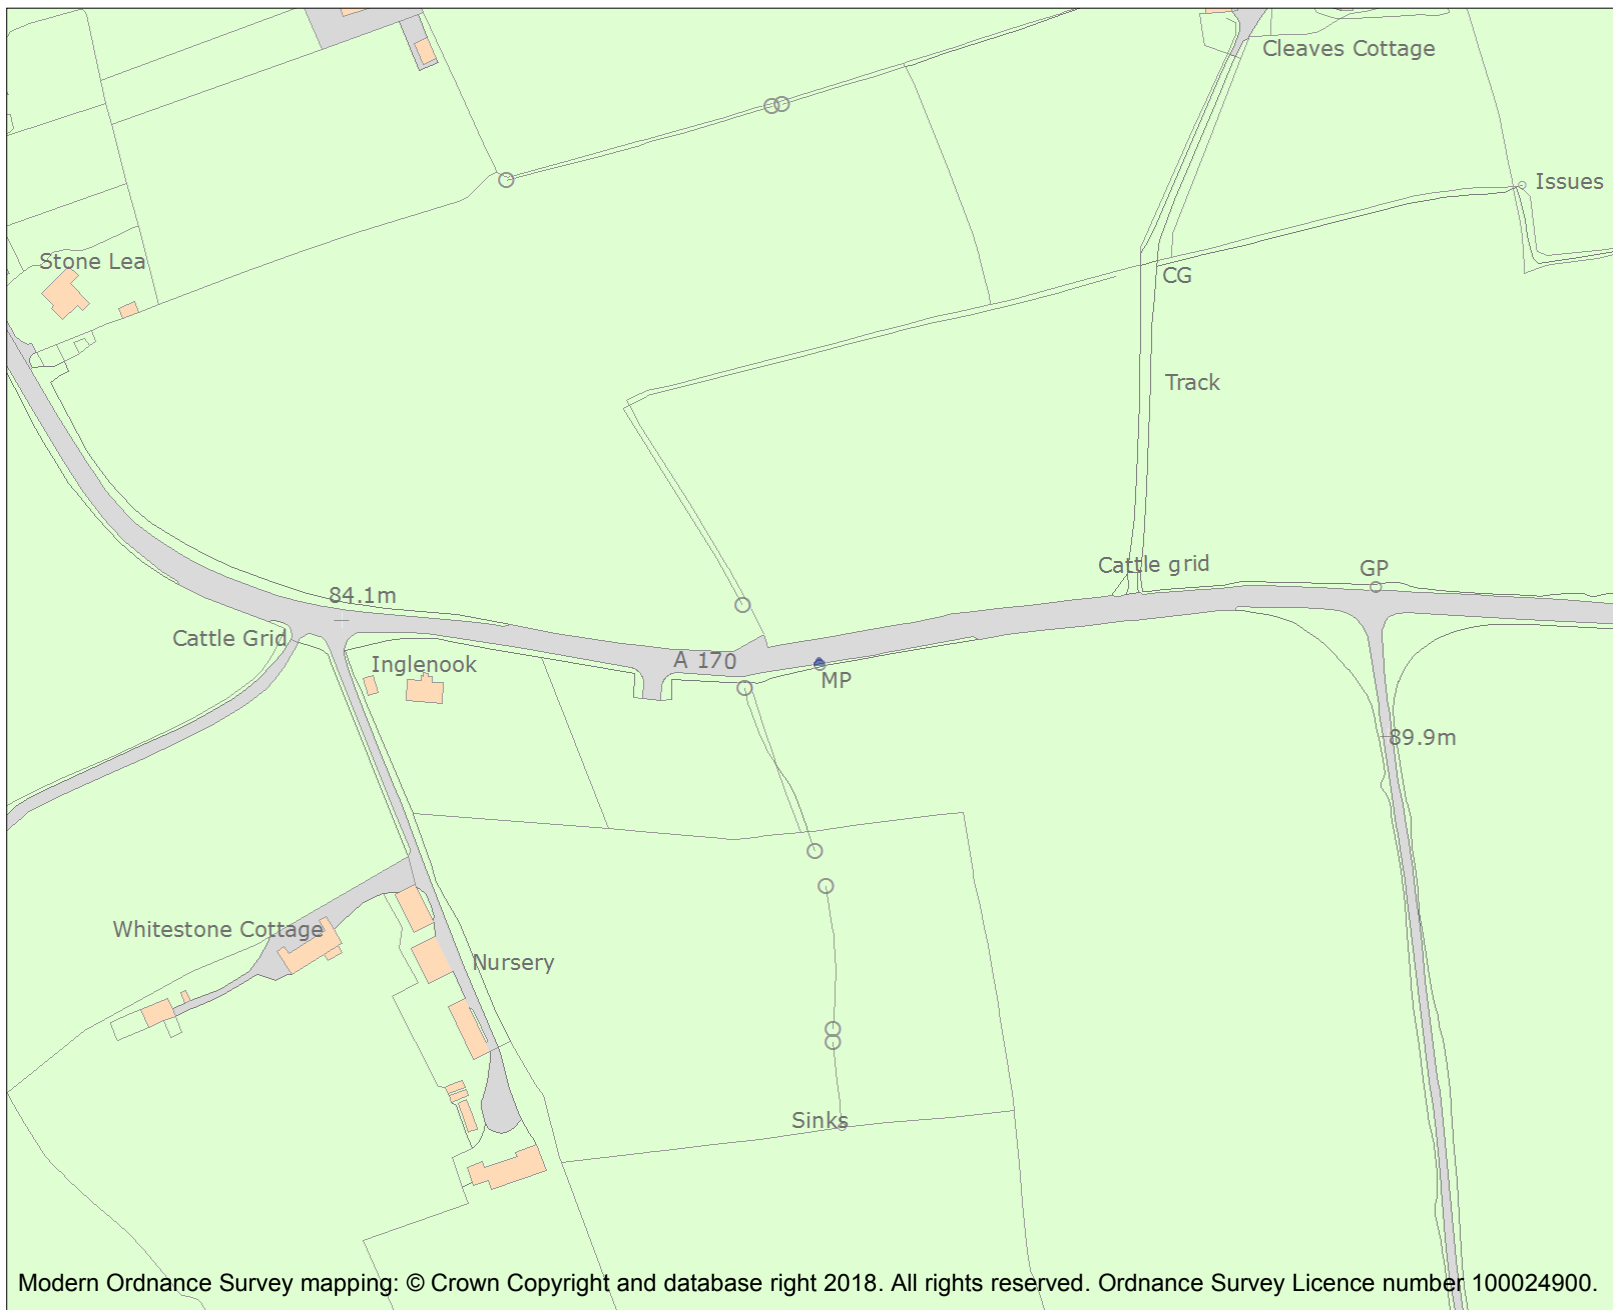 Cleaves Cottage
Issues
Stone Lea
CG
Track
Cattle grid
GP
84.1m
Cattle Grid
Inglenook
A 170
MP
89.9m
Whitestone Cottage
Nursery
Sinks
Modern Ordnance Survey mapping: © Crown Copyright and database right 2018. All rights reserved. Ordnance Survey Licence number 100024900.